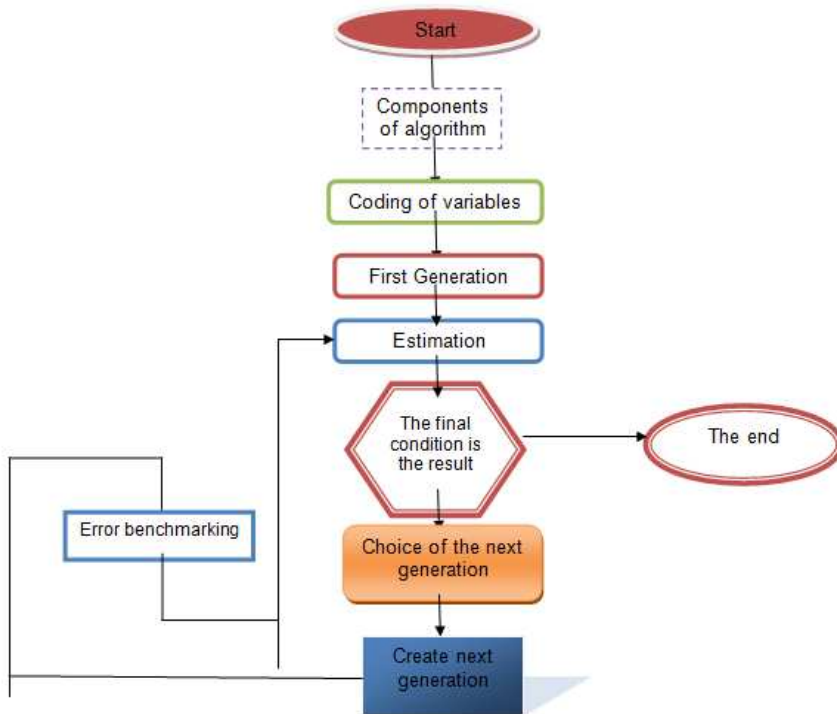 Start
Components
of algorithm
Coding of variables
First Generation
Estimation
The final
condition is
the result
The end
Error benchmarking
Choice of the next
generation
Create next
generation